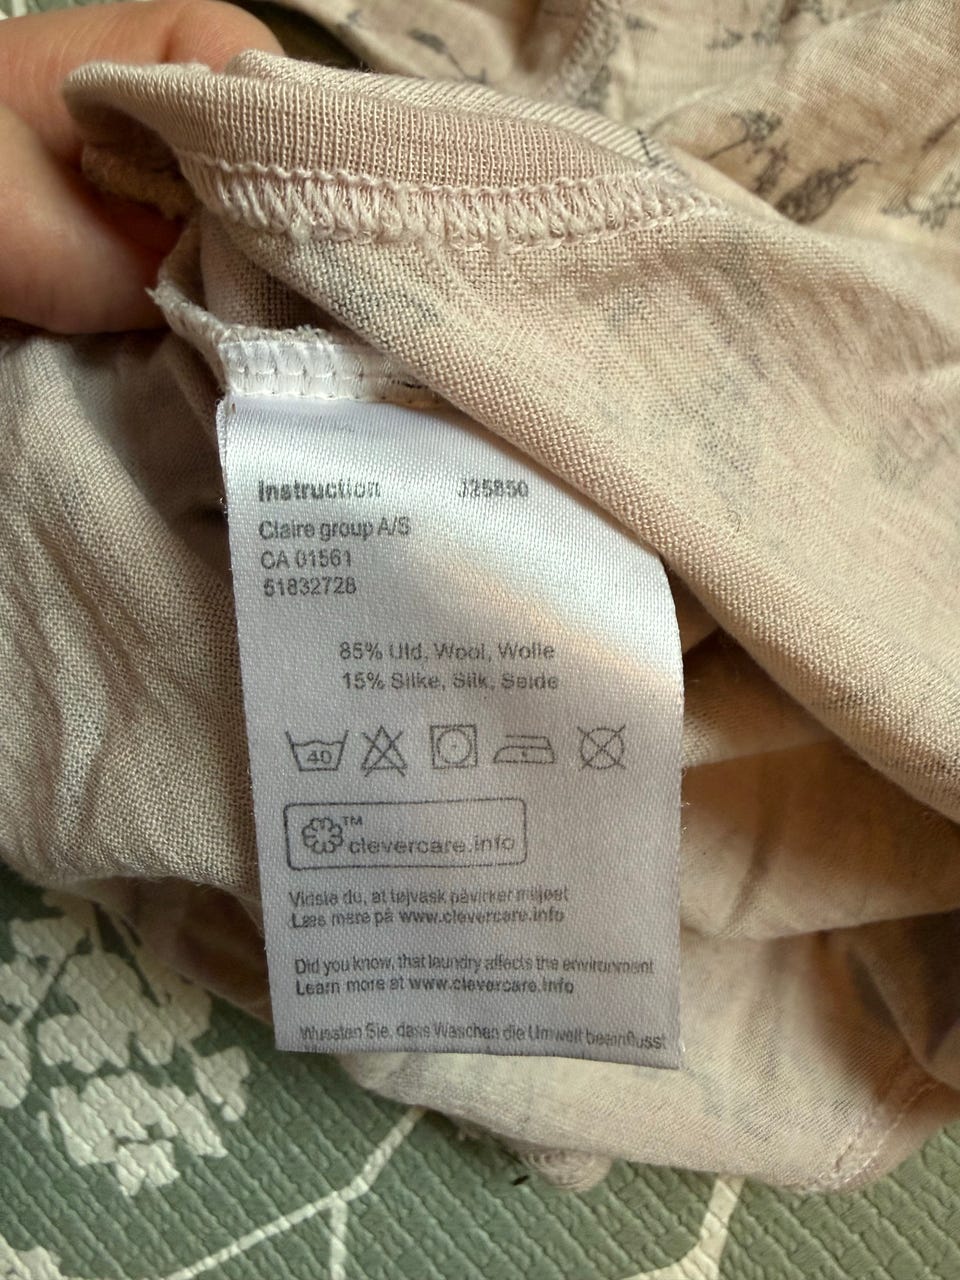 Instruction J25850
Claire group A/S
CA 01561
51832728
85% Uld, Wool, Wolle
15% Silke, Silk, Seide
40
TM
clevercare.info
Vidste du, at tøjvask påvirker miljøet
Læs mere på www.clevercare.info
Did you know, that laundry affects the environment
Learn more at www.clevercare.info
Wussten Sie, dass Waschen die Umwelt beeinflusst